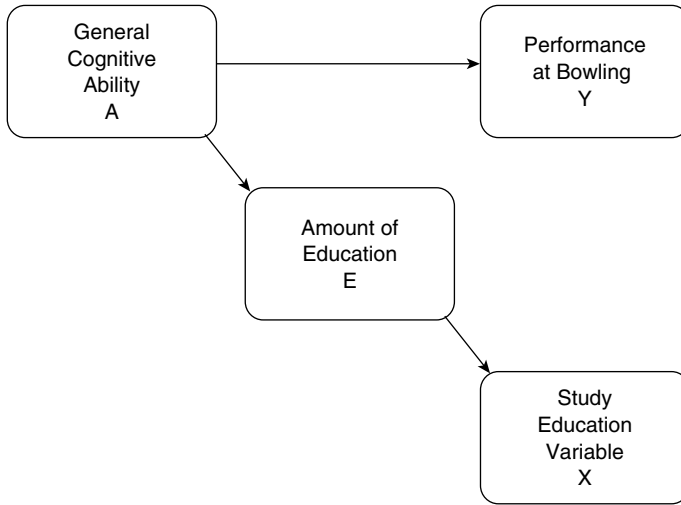 General
Cognitive
Ability
A
Performance
at Bowling
Y
Amount of
Education
E
Study
Education
Variable
X